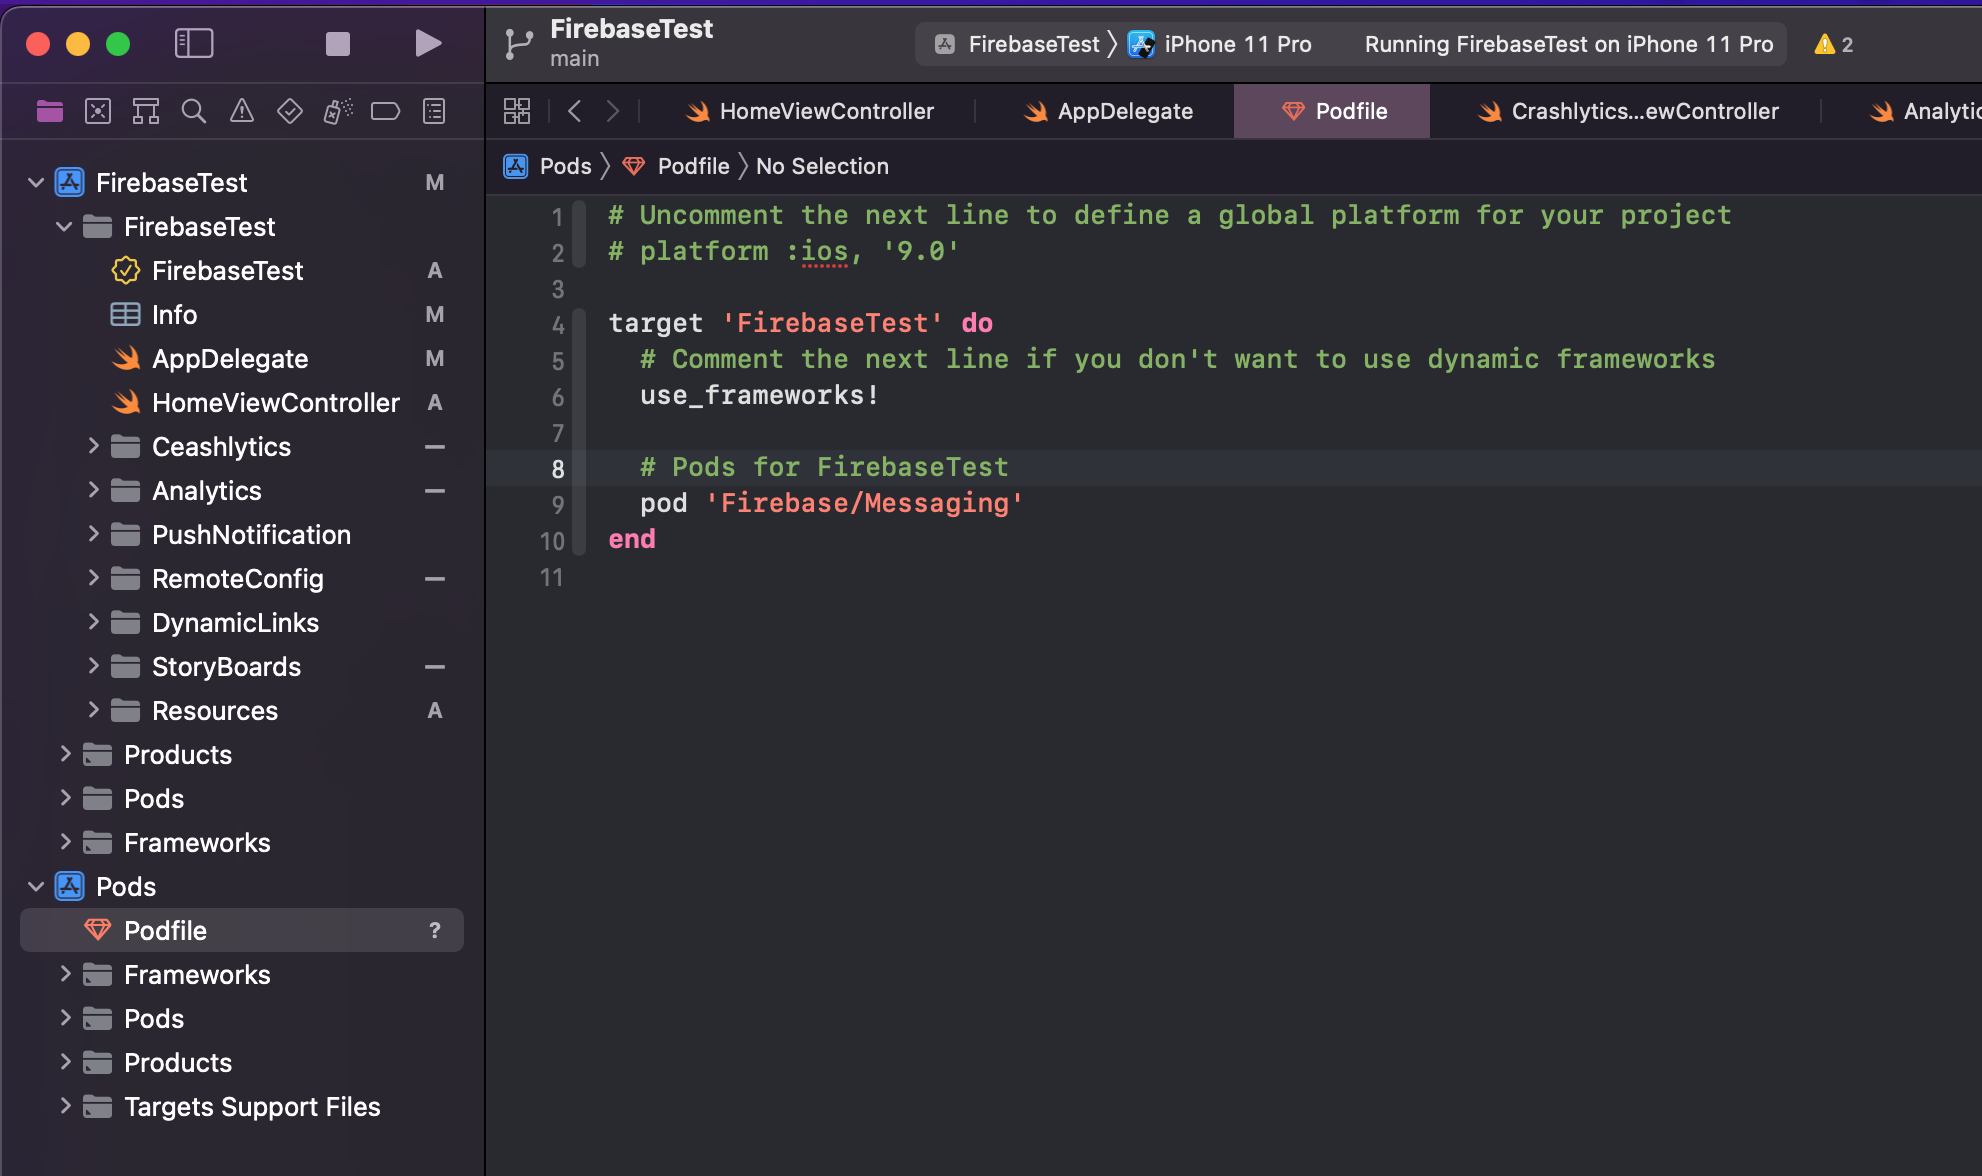 FirebaseTest
main
FirebaseTest
iPhone 11 Pro
Running FirebaseTest on iPhone 11 Pro
2
HomeViewController
AppDelegate
Podfile
Crashlytics...ewController
Analytic
Pods
Podfile
No Selection
FirebaseTest M
FirebaseTest
FirebaseTest A
Info M
AppDelegate M
HomeViewController A
Ceashlytics
Analytics
PushNotification
RemoteConfig
DynamicLinks
StoryBoards
Resources A
Products
Pods
Frameworks
Pods
Podfile ?
Frameworks
Pods
Products
Targets Support Files
1 # Uncomment the next line to define a global platform for your project
2 # platform :ios, '9.0'
3
4 target 'FirebaseTest' do
5 # Comment the next line if you don't want to use dynamic frameworks
6 use_frameworks!
7
8 # Pods for FirebaseTest
9 pod 'Firebase/Messaging'
10 end
11